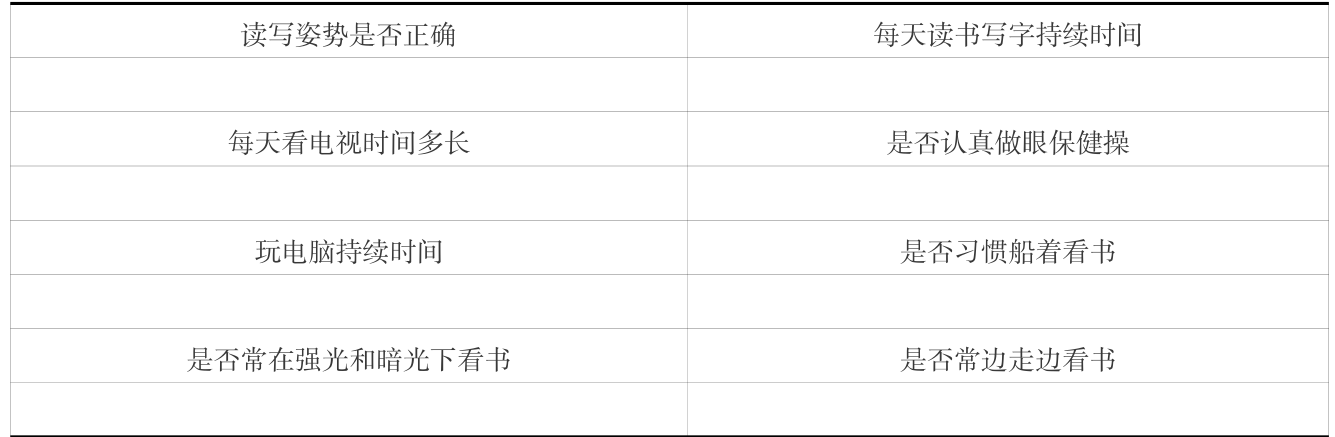 读写姿势是否正确 每天读书写字持续时间
每天看电视时间多长 是否认真做眼保健操
玩电脑持续时间 是否习惯船着看书
是否常在强光和暗光下看书 是否常边走边看书